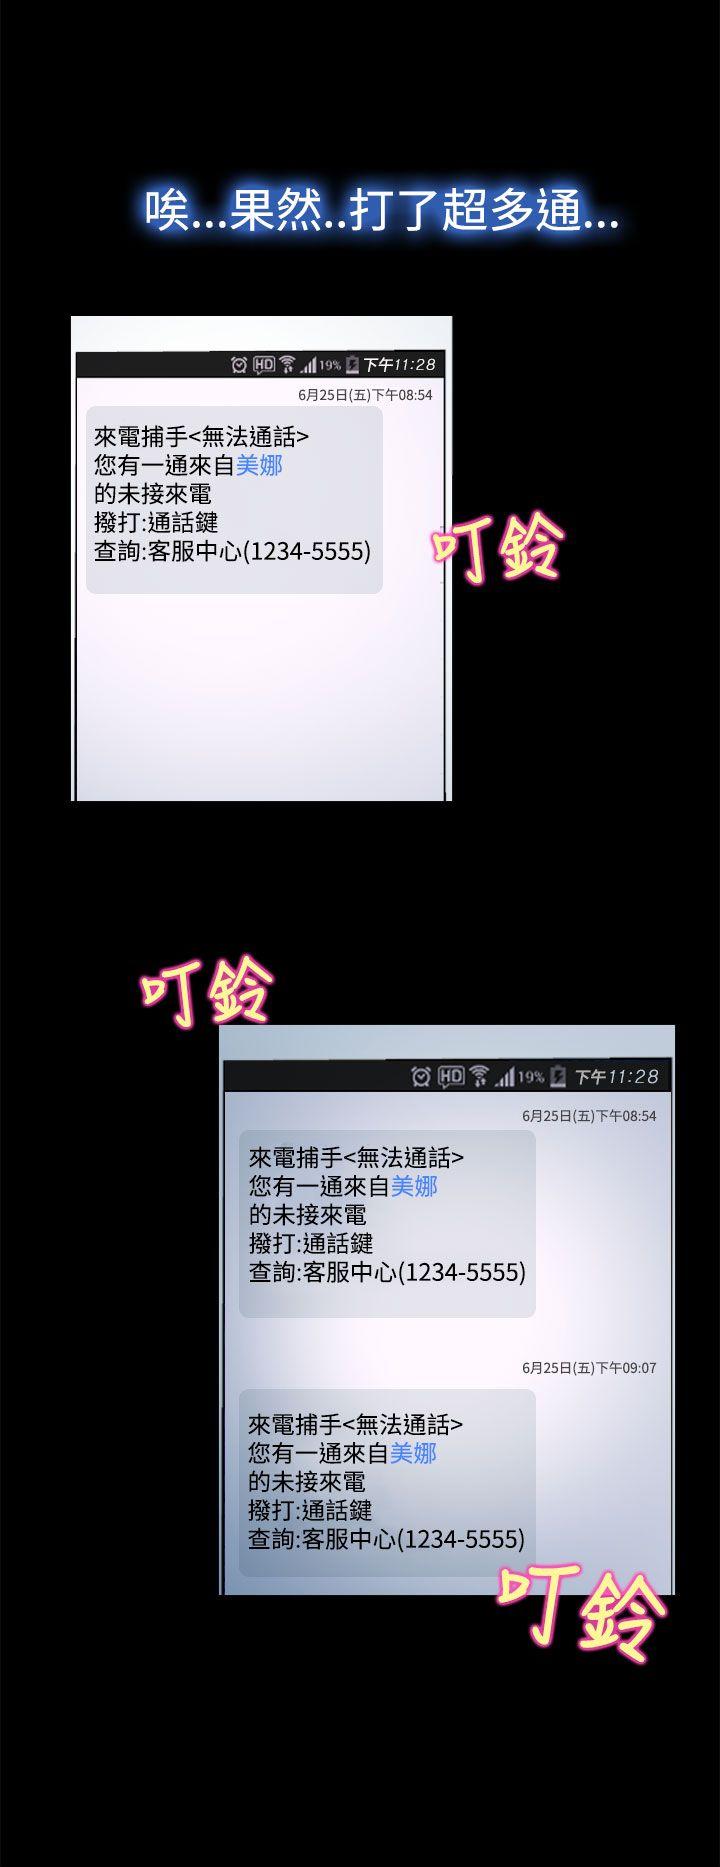 唉...果然..打了超多通...
HD 19% 下午11:28
6月25日(五)下午08:54
來電捕手<無法通話>
您有一通來自美娜
的未接來電
撥打:通話鍵
查詢:客服中心(1234-5555)
叮鈴
叮鈴
HD 19% 下午11:28
6月25日(五)下午08:54
來電捕手<無法通話>
您有一通來自美娜
的未接來電
撥打:通話鍵
查詢:客服中心(1234-5555)
6月25日(五)下午09:07
來電捕手<無法通話>
您有一通來自美娜
的未接來電
撥打:通話鍵
查詢:客服中心(1234-5555)
叮鈴